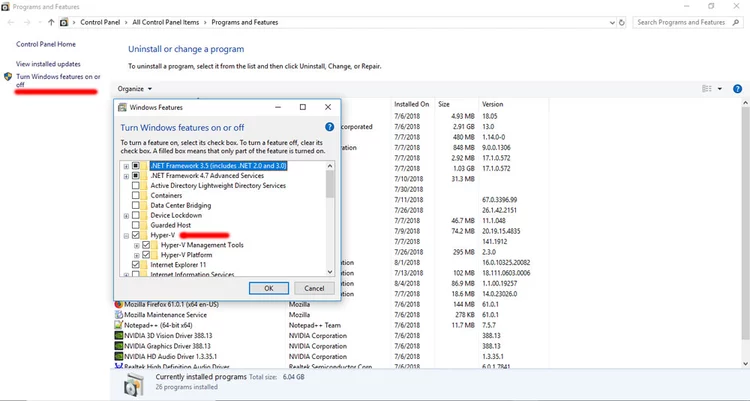 Programs and Features
Control Panel > All Control Panel Items > Programs and Features
Search Programs and Features
Control Panel Home
View installed updates
Turn Windows features on or
off
Uninstall or change a program
To uninstall a program, select it from the list and then click Uninstall, Change, or Repair.
Organize
Installed On Size Version
7/6/2018 4.93 MB 18.05
corporated 7/6/2018 2.91 GB 13.0
7/7/2018 480 MB 1.14.0-0
rporation 7/7/2018 848 MB 9.0.0.1306
7/7/2018 2.92 MB 17.1.0.572
7/7/2018 1.03 GB 17.1.0.572
7/10/2018 31.3 MB
7/30/2018
7/11/2018 67.0.3396.99
7/26/2018 26.1.42.2151
7/7/2018 46.7 MB 11.1.048
7/9/2018 74.2 MB 20.19.15.4835
7/7/2018 141.1912
7/26/2018 295 MB 2.3.0
rporation 8/1/2018 16.0.10325.20082
rporation 7/13/2018 102 MB 18.111.0603.0006
rporation 8/4/2018 86.9 MB 1.1.00.19257
rporation 7/7/2018 18.6 MB 14.0.23026.0
Windows Features
Turn Windows features on or off
To turn a feature on, select its check box. To turn a feature off, clear its
check box. A filled box means that only part of the feature is turned on.
.NET Framework 3.5 (includes .NET 2.0 and 3.0)
.NET Framework 4.7 Advanced Services
Active Directory Lightweight Directory Services
Containers
Data Center Bridging
Device Lockdown
Guarded Host
Hyper-V
Hyper-V Management Tools
Hyper-V Platform
Internet Explorer 11
Internet Information Services
OK Cancel
Mozilla Firefox 61.0.1 (x64 en-US) Mozilla 7/6/2018 144 MB 61.0.1
Mozilla Maintenance Service Mozilla 7/6/2018 278 KB 61.0.1
Notepad++ (64-bit x64) Notepad++ Team 7/6/2018 11.7 MB 7.5.7
NVIDIA 3D Vision Driver 388.13 NVIDIA Corporation 7/7/2018 388.13
NVIDIA Graphics Driver 388.13 NVIDIA Corporation 7/7/2018 388.13
NVIDIA HD Audio Driver 1.3.35.1 NVIDIA Corporation 7/7/2018 1.3.35.1
Realtek High Definition Audio Driver Realtek Semiconductor Corp. 7/7/2018 6.0.1.7841
Currently installed programs Total size: 6.04 GB
26 programs installed